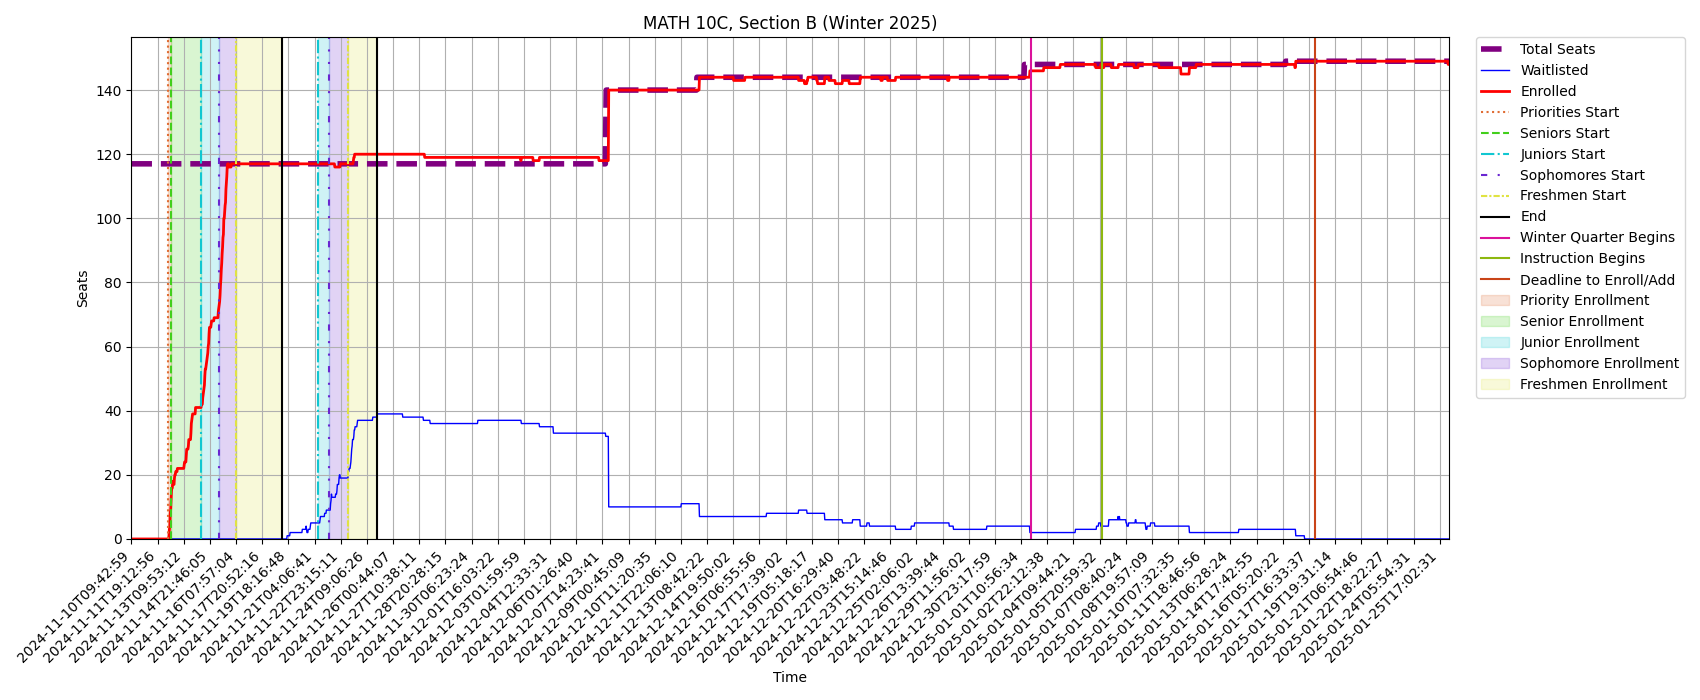 MATH 10C, Section B (Winter 2025)
Seats
140
120
100
80
60
40
20
0
2024-11-10T09:42:59
2024-11-11T19:12:56
2024-11-13T09:53:12
2024-11-14T21:46:05
2024-11-16T07:57:04
2024-11-17T20:52:16
2024-11-19T18:16:48
2024-11-21T04:06:41
2024-11-22T23:15:11
2024-11-24T09:06:26
2024-11-26T00:44:07
2024-11-27T10:38:11
2024-11-28T20:28:15
2024-11-30T06:23:24
2024-12-01T16:03:22
2024-12-03T01:59:59
2024-12-04T12:33:31
2024-12-06T01:26:40
2024-12-07T14:23:41
2024-12-09T00:45:09
2024-12-10T11:20:35
2024-12-11T22:06:10
2024-12-13T08:42:22
2024-12-14T19:50:02
2024-12-16T06:55:56
2024-12-17T17:39:02
2024-12-19T05:18:17
2024-12-20T16:29:40
2024-12-22T03:48:22
2024-12-23T15:14:46
2024-12-25T02:06:02
2024-12-26T13:39:44
2024-12-29T11:56:02
2024-12-30T23:17:59
2025-01-01T10:56:34
2025-01-02T22:12:38
2025-01-04T09:44:21
2025-01-05T20:59:32
2025-01-07T08:40:24
2025-01-08T19:57:09
2025-01-10T07:32:35
2025-01-11T18:46:56
2025-01-13T06:28:24
2025-01-14T17:42:55
2025-01-16T05:20:22
2025-01-17T16:33:37
2025-01-19T19:31:14
2025-01-21T06:54:46
2025-01-22T18:22:27
2025-01-24T05:54:31
2025-01-25T17:02:31
Time
Total Seats
Waitlisted
Enrolled
Priorities Start
Seniors Start
Juniors Start
Sophomores Start
Freshmen Start
End
Winter Quarter Begins
Instruction Begins
Deadline to Enroll/Add
Priority Enrollment
Senior Enrollment
Junior Enrollment
Sophomore Enrollment
Freshmen Enrollment